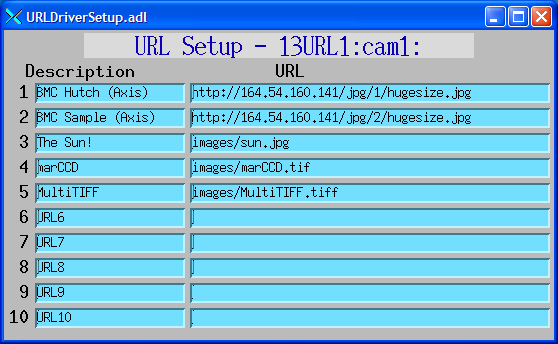 URLDriverSetup.adl
URL Setup - 13URL1:cam1:
Description URL
1 BMC Hutch (Axis) http://164.54.160.141/jpg/1/hugesize.jpg
2 BMC Sample (Axis) http://164.54.160.141/jpg/2/hugesize.jpg
3 The Sun! images/sun.jpg
4 marCCD images/marCCD.tif
5 MultiTIFF images/MultiTIFF.tiff
6 URL6
7 URL7
8 URL8
9 URL9
10 URL10